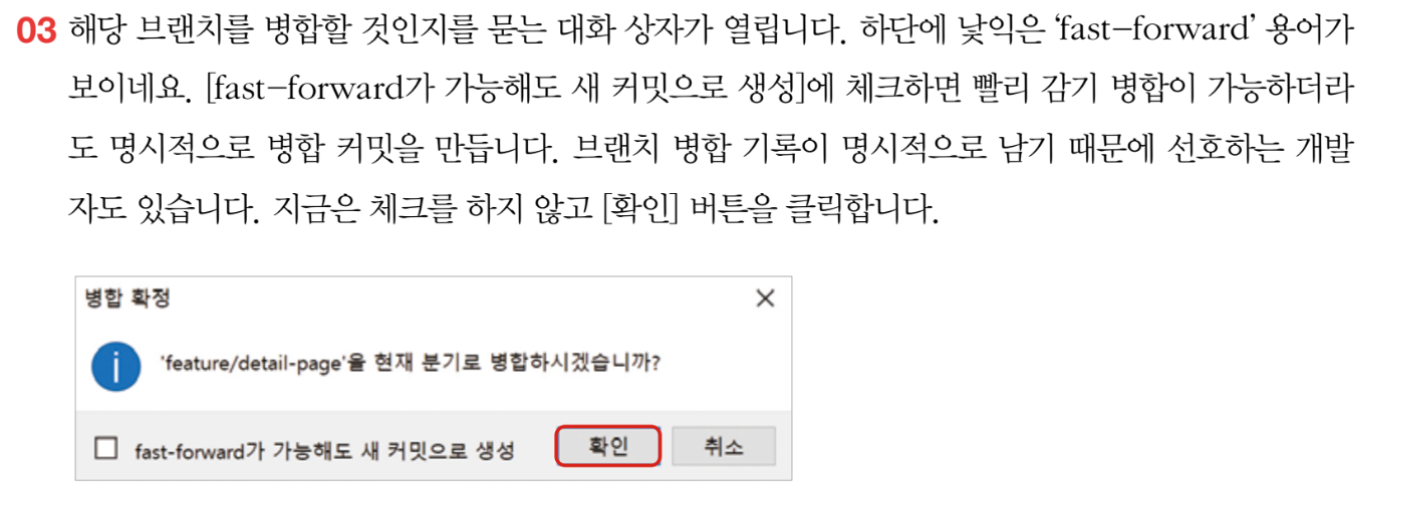 03 해당 브랜치를 병합할 것인지를 묻는 대화 상자가 열립니다. 하단에 낯익은 ‘fast-forward’ 용어가
보이네요. [fast-forward가 가능해도 새 커밋으로 생성]에 체크하면 빨리 감기 병합이 가능하더라
도 명시적으로 병합 커밋을 만듭니다. 브랜치 병합 기록이 명시적으로 남기 때문에 선호하는 개발
자도 있습니다. 지금은 체크를 하지 않고 [확인] 버튼을 클릭합니다.
병합 확정
'feature/detail-page'을 현재 분기로 병합하시겠습니까?
fast-forward가 가능해도 새 커밋으로 생성 확인 취소